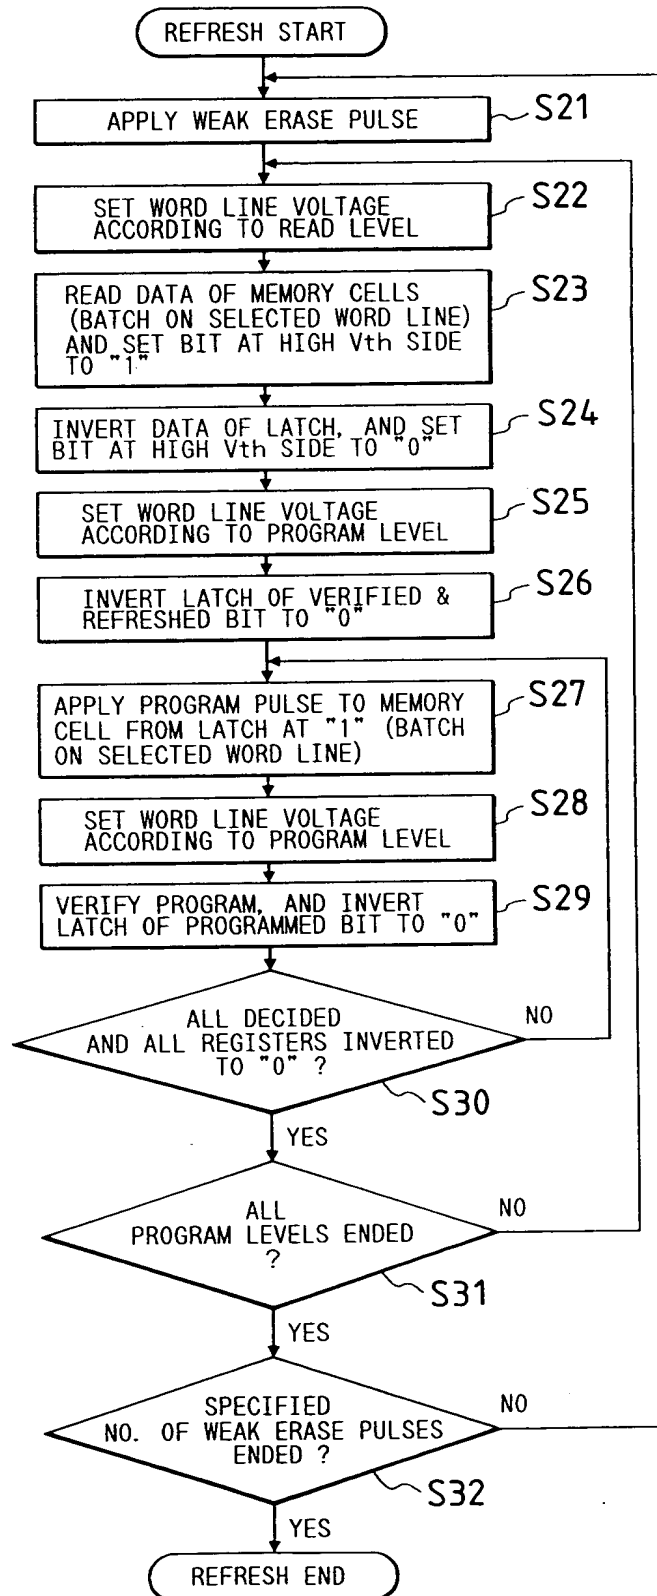 REFRESH START
APPLY WEAK ERASE PULSE
S21
SET WORD LINE VOLTAGE
ACCORDING TO READ LEVEL
S22
READ DATA OF MEMORY CELLS
(BATCH ON SELECTED WORD LINE)
AND SET BIT AT HIGH Vth SIDE
TO "1"
S23
INVERT DATA OF LATCH, AND SET
BIT AT HIGH Vth SIDE TO "0"
S24
SET WORD LINE VOLTAGE
ACCORDING TO PROGRAM LEVEL
S25
INVERT LATCH OF VERIFIED &
REFRESHED BIT TO "0"
S26
APPLY PROGRAM PULSE TO MEMORY
CELL FROM LATCH AT "1" (BATCH
ON SELECTED WORD LINE)
S27
SET WORD LINE VOLTAGE
ACCORDING TO PROGRAM LEVEL
S28
VERIFY PROGRAM, AND INVERT
LATCH OF PROGRAMMED BIT TO "0"
S29
ALL DECIDED
AND ALL REGISTERS INVERTED
TO "0" ?
NO
S30
YES
ALL
PROGRAM LEVELS ENDED
?
NO
S31
YES
SPECIFIED
NO. OF WEAK ERASE PULSES
ENDED ?
NO
S32
YES
REFRESH END